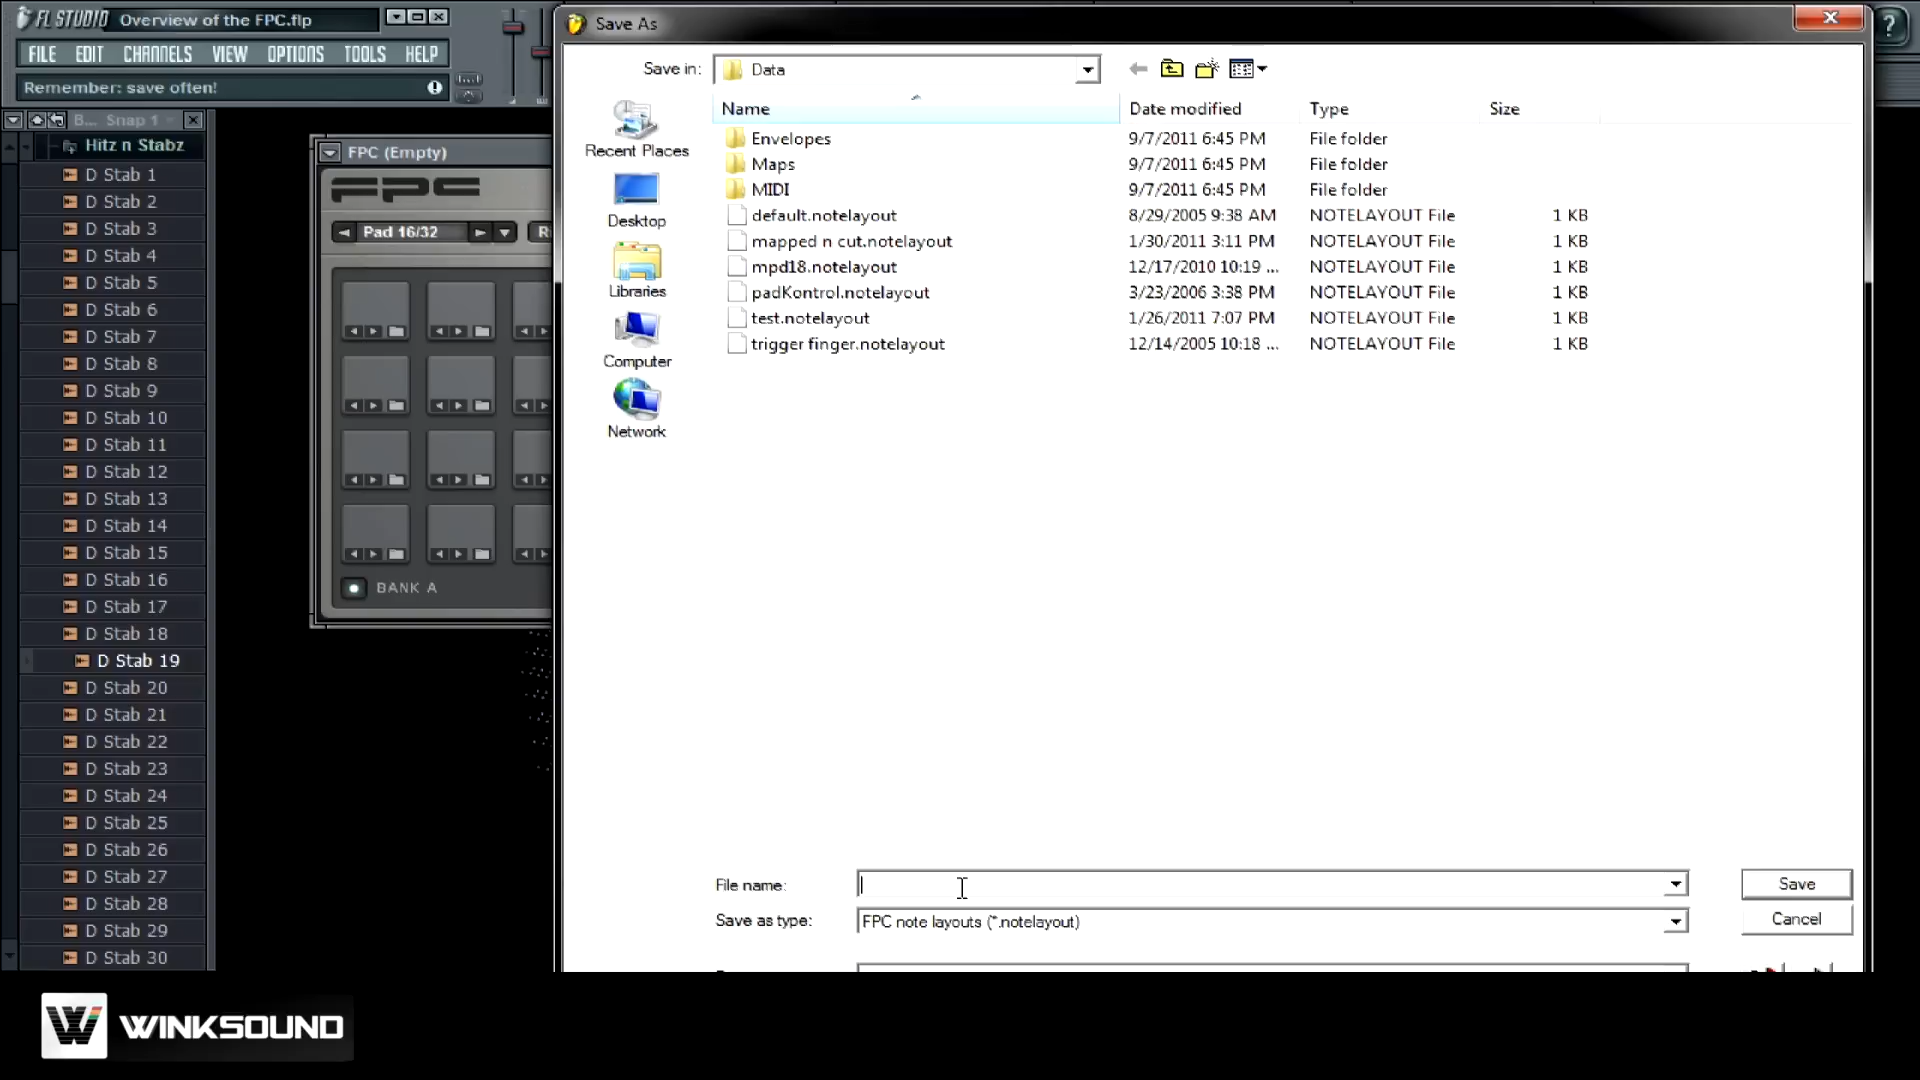 FL STUDIO Overview of the FPC.flp
FILE EDIT CHANNELS VIEW OPTIONS TOOLS HELP
Remember: save often!
B... Snap 1
Hitz n Stabz
D Stab 1
D Stab 2
D Stab 3
D Stab 4
D Stab 5
D Stab 6
D Stab 7
D Stab 8
D Stab 9
D Stab 10
D Stab 11
D Stab 12
D Stab 13
D Stab 14
D Stab 15
D Stab 16
D Stab 17
D Stab 18
D Stab 19
D Stab 20
D Stab 21
D Stab 22
D Stab 23
D Stab 24
D Stab 25
D Stab 26
D Stab 27
D Stab 28
D Stab 29
D Stab 30
FPC (Empty)
FPC
Pad 16/32
BANK A
Save As
Save in: Data
Recent Places
Desktop
Libraries
Computer
Network
Name Date modified Type Size
Envelopes 9/7/2011 6:45 PM File folder
Maps 9/7/2011 6:45 PM File folder
MIDI 9/7/2011 6:45 PM File folder
default.notelayout 8/29/2005 9:38 AM NOTELAYOUT File 1 KB
mapped n cut.notelayout 1/30/2011 3:11 PM NOTELAYOUT File 1 KB
mpd18.notelayout 12/17/2010 10:19 ... NOTELAYOUT File 1 KB
padKontrol.notelayout 3/23/2006 3:38 PM NOTELAYOUT File 1 KB
test.notelayout 1/26/2011 7:07 PM NOTELAYOUT File 1 KB
trigger finger.notelayout 12/14/2005 10:18 ... NOTELAYOUT File 1 KB
File name: Save
Save as type: FPC note layouts (*.notelayout) Cancel
?
W WINKSOUND